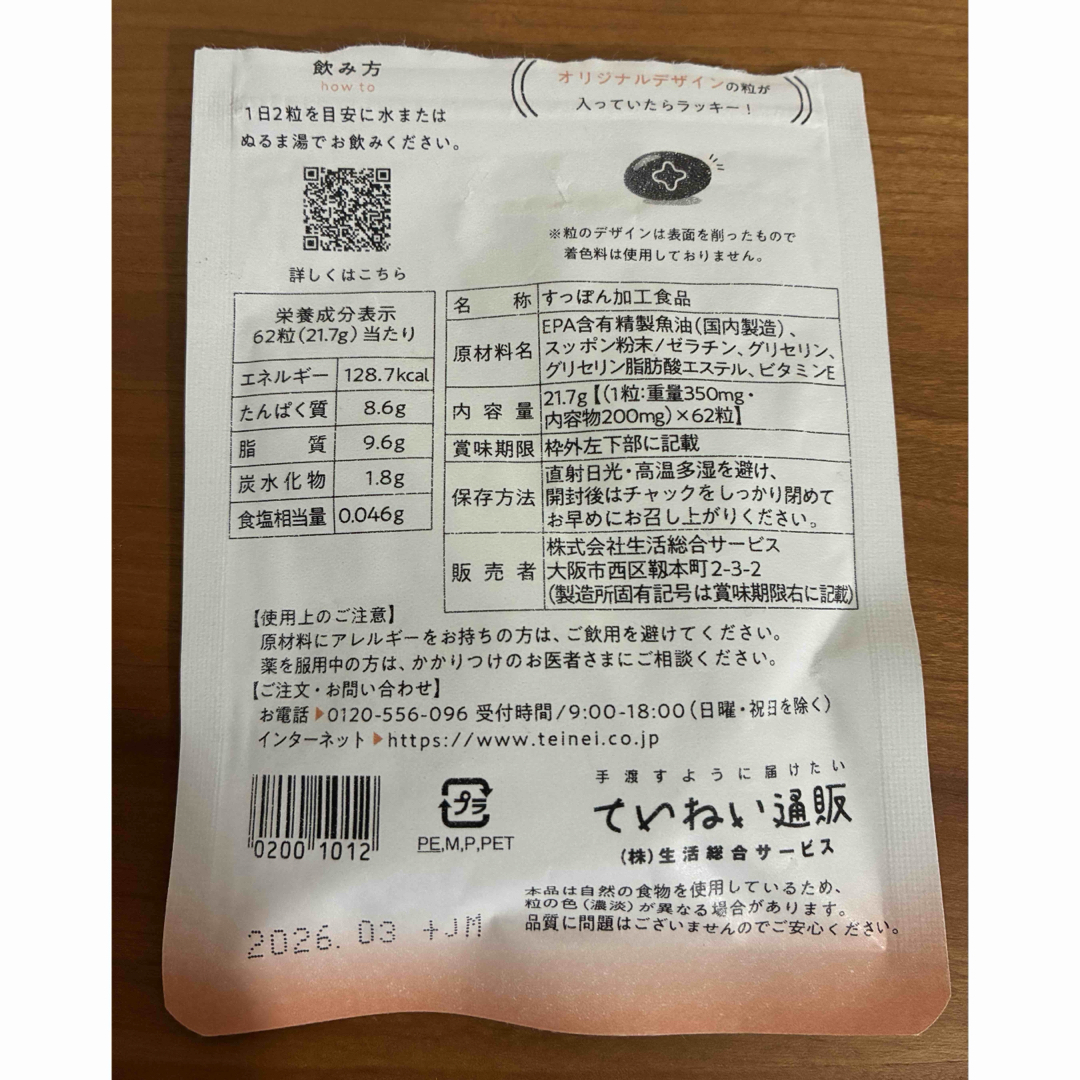 飲み方
how to
1日2粒を目安に水または
ぬるま湯でお飲みください。
詳しくはこちら
オリジナルデザインの粒が
入っていたらラッキー！
※粒のデザインは表面を削ったもので
着色料は使用しておりません。
栄養成分表示
62粒(21.7g)当たり
エネルギー 128.7kcal
たんぱく質 8.6g
脂質 9.6g
炭水化物 1.8g
食塩相当量 0.046g
名称 すっぽん加工食品
原材料名 EPA含有精製魚油(国内製造)、
スッポン粉末/ゼラチン、グリセリン、
グリセリン脂肪酸エステル、ビタミンE
内容量 21.7g【(1粒:重量350mg・
内容物200mg)×62粒】
賞味期限 枠外左下部に記載
保存方法 直射日光・高温多湿を避け、
開封後はチャックをしっかり閉めて
お早めにお召し上がりください。
販売者 株式会社生活総合サービス
大阪市西区靱本町2-3-2
(製造所固有記号は賞味期限右に記載)
【使用上のご注意】
原材料にアレルギーをお持ちの方は、ご飲用を避けてください。
薬を服用中の方は、かかりつけのお医者さまにご相談ください。
【ご注文・お問い合わせ】
お電話▶0120-556-096 受付時間/9:00-18:00(日曜・祝日を除く)
インターネット▶https://www.teinei.co.jp
02001012
プラ
PE,M,P,PET
手渡すように届けたい
ていねい通販
(株)生活総合サービス
本品は自然の食物を使用しているため、
粒の色(濃淡)が異なる場合があります。
品質に問題はございませんのでご安心ください。
2026. 03 +JM